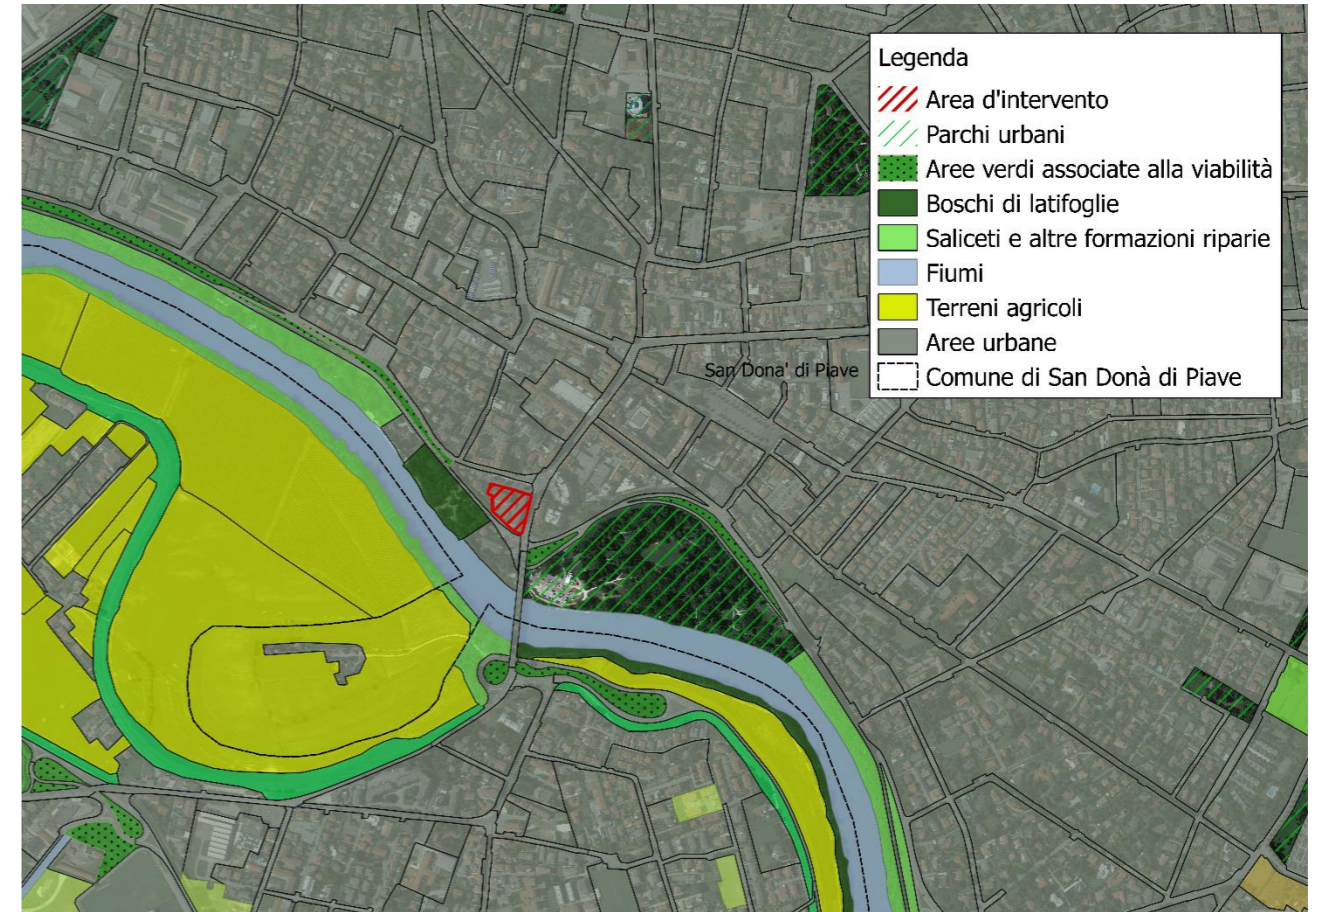 Legenda
Area d'intervento
Parchi urbani
Aree verdi associate alla viabilità
Boschi di latifoglie
Saliceti e altre formazioni riparie
Fiumi
Terreni agricoli
Aree urbane
Comune di San Donà di Piave
San Dona' di Piave